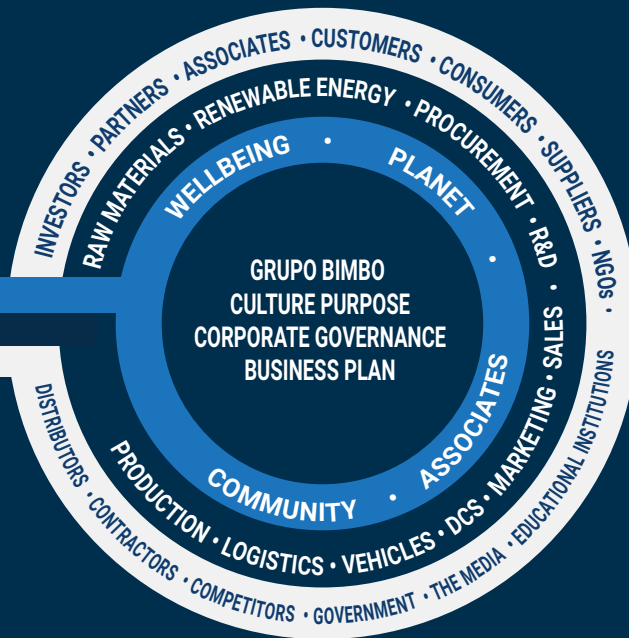 INVESTORS • PARTNERS • ASSOCIATES • CUSTOMERS • CONSUMERS • SUPPLIERS • NGOs •
DISTRIBUTORS • CONTRACTORS • COMPETITORS • GOVERNMENT • THE MEDIA • EDUCATIONAL INSTITUTIONS
RAW MATERIALS • RENEWABLE ENERGY • PROCUREMENT • R&D •
PRODUCTION • LOGISTICS • VEHICLES • DCS • MARKETING • SALES
WELLBEING • PLANET •
COMMUNITY • ASSOCIATES
GRUPO BIMBO
CULTURE PURPOSE
CORPORATE GOVERNANCE
BUSINESS PLAN